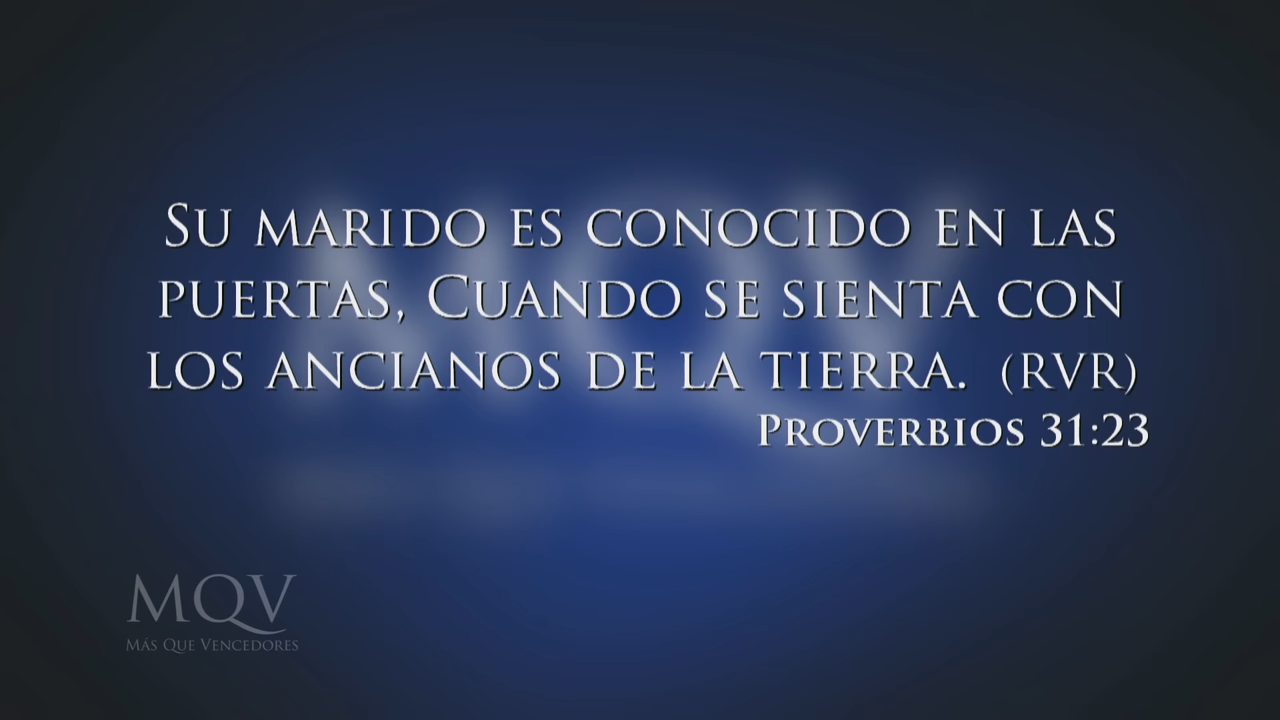 Su marido es conocido en las
puertas, Cuando se sienta con
los ancianos de la tierra. (RVR)
Proverbios 31:23
MQV
Más Que Vencedores